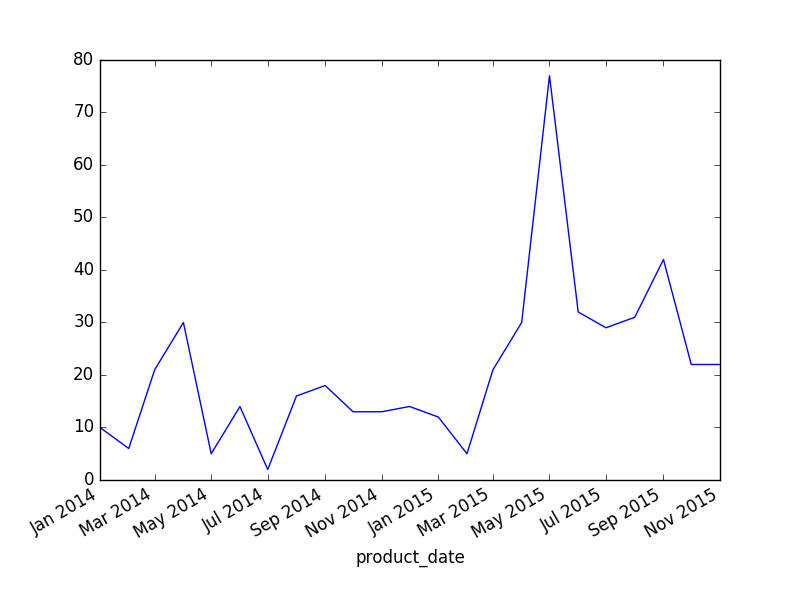 80
70
60
50
40
30
20
10
0
Jan 2014
Mar 2014
May 2014
Jul 2014
Sep 2014
Nov 2014
Jan 2015
Mar 2015
May 2015
Jul 2015
Sep 2015
Nov 2015
product_date